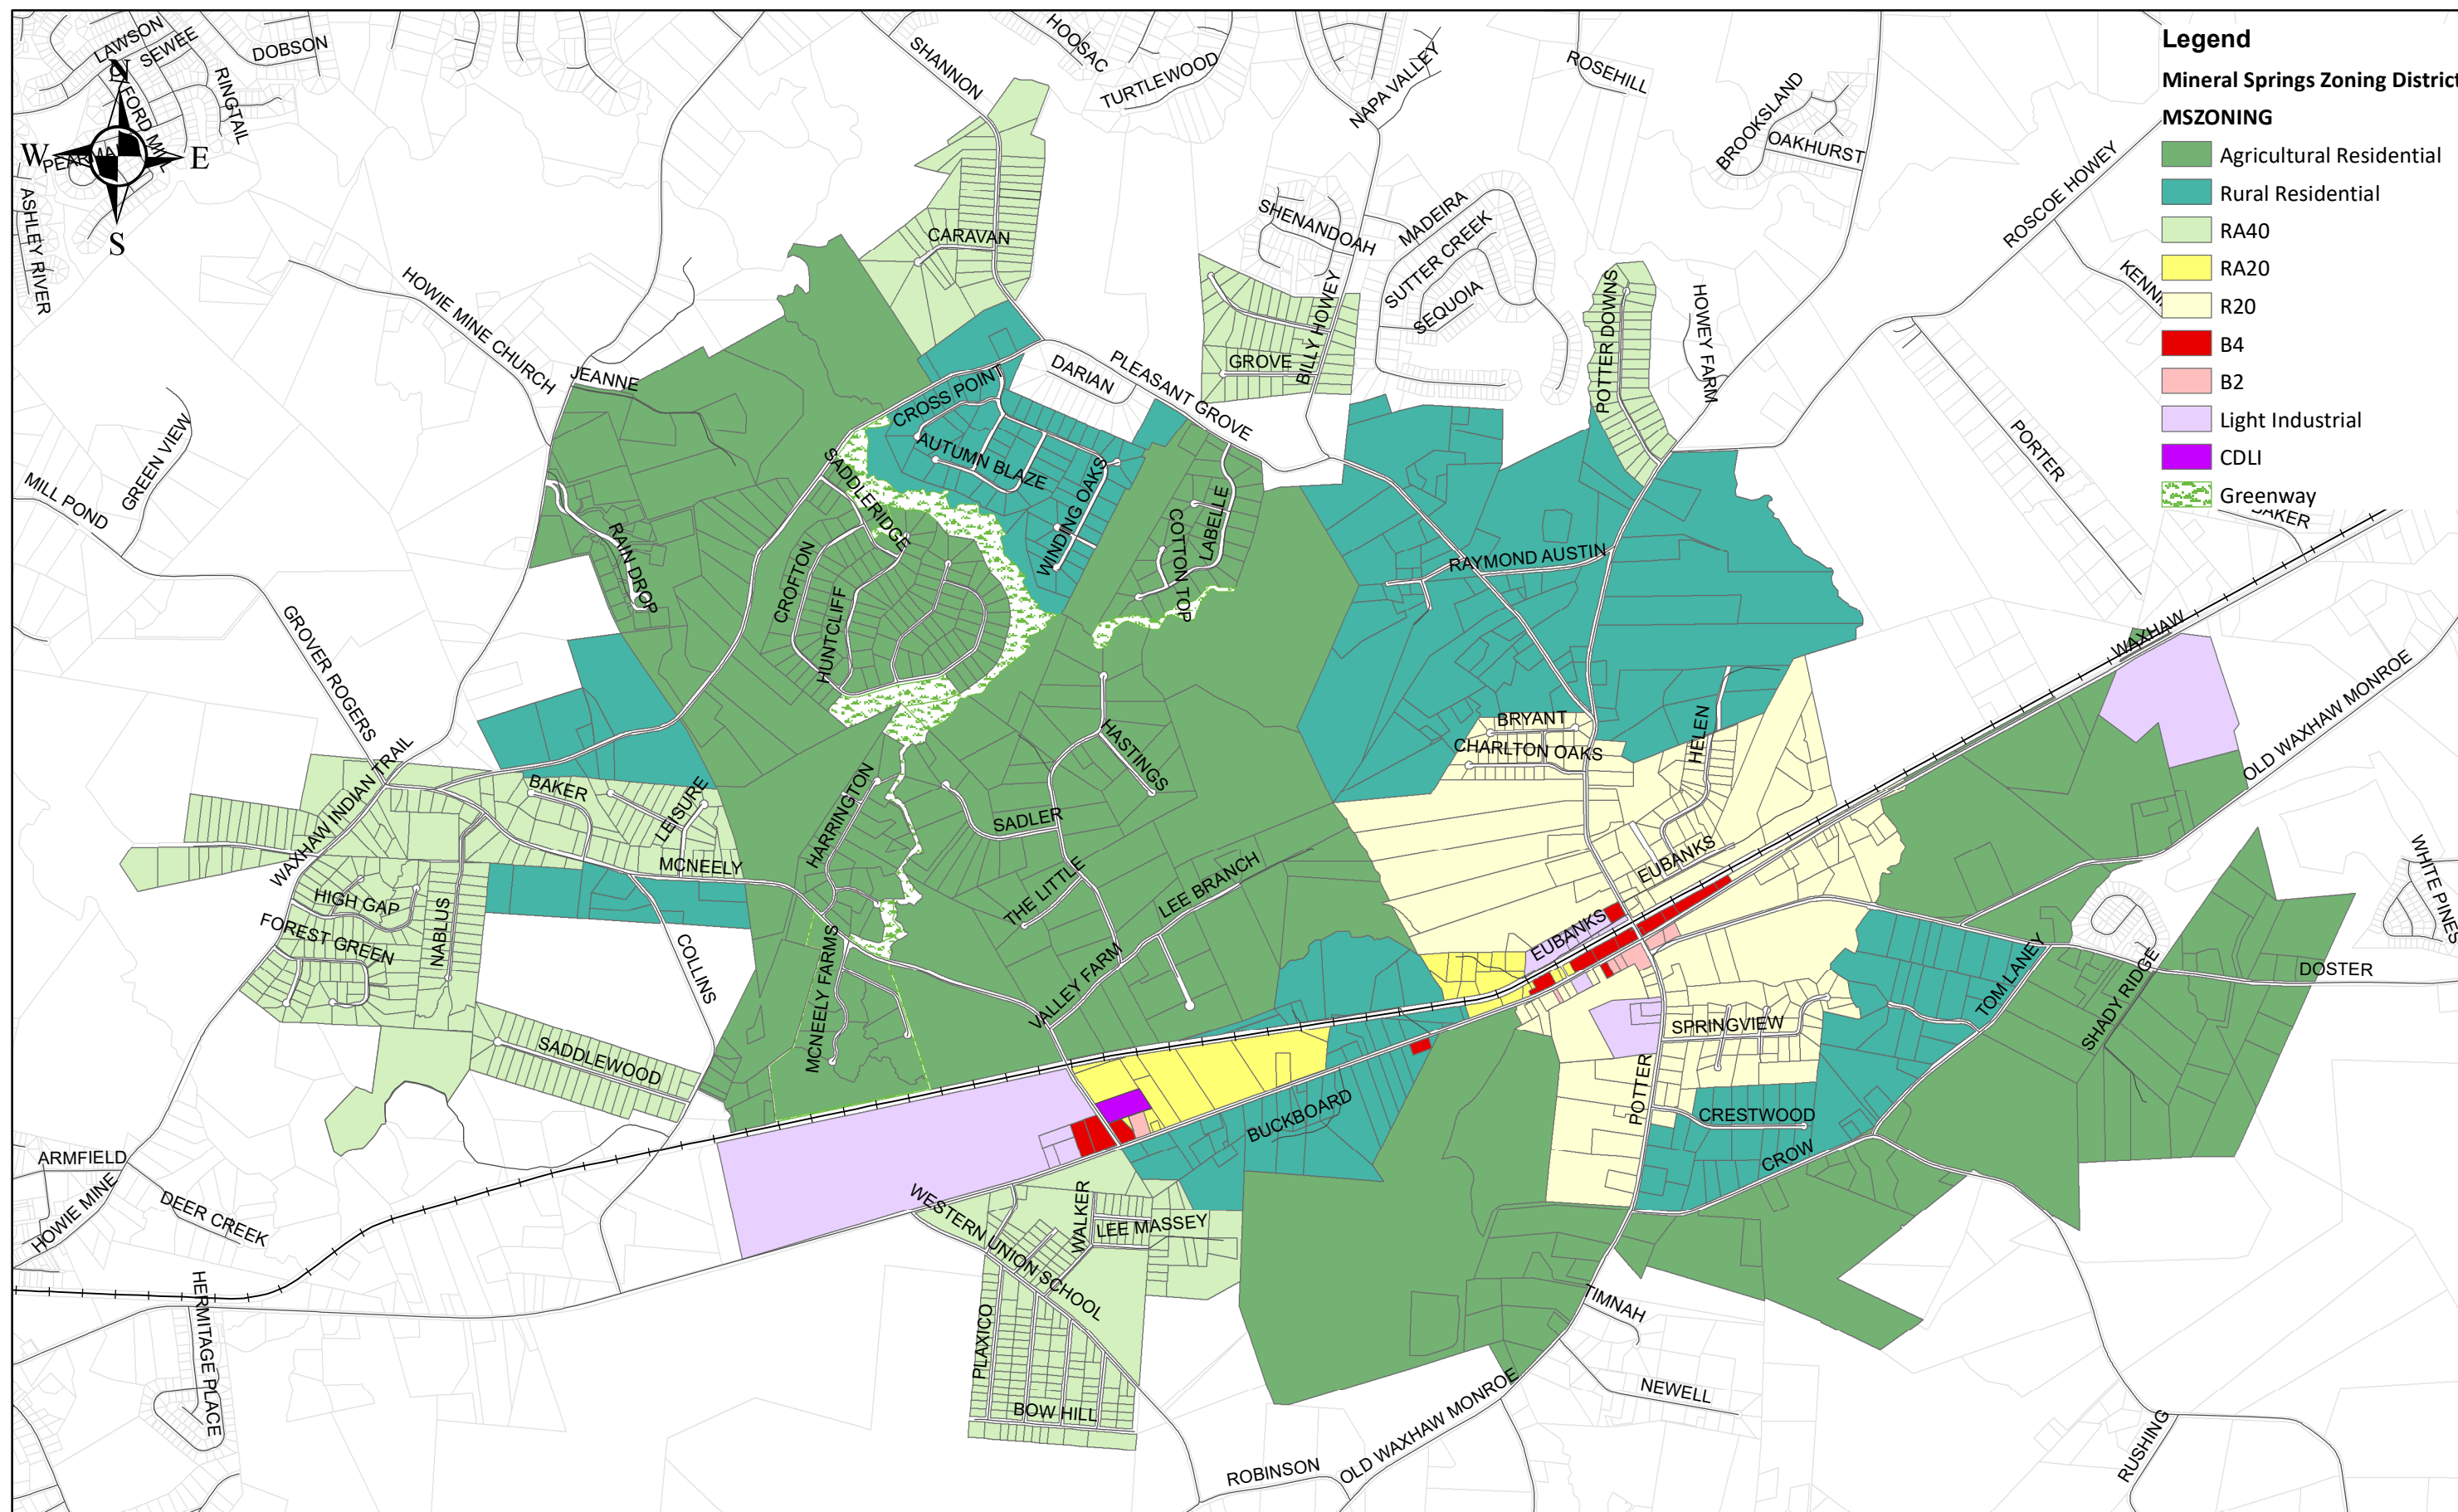 Legend
Mineral Springs Zoning District
MSZONING
Agricultural Residential
Rural Residential
RA40
RA20
R20
B4
B2
Light Industrial
CDLI
Greenway
N
W
E
S
LAWSON
SEWEE
DOBSON
RINGTAIL
ASHLEY RIVER
SHANNON
HOOSAC
TURTLEWOOD
NAPA VALLEY
ROSEHILL
BROOKSLAND
OAKHURST
ROSCOE HOWEY
PORTER
CARAVAN
SHENANDOAH
MADEIRA
SUTTER CREEK
SEQUOIA
BILLY HOWEY
GROVE
POTTER DOWNS
HOWEY FARM
HOWIE MINE CHURCH
JEANNE
GREEN VIEW
MILL POND
CROSS POINT
DARIAN
PLEASANT GROVE
AUTUMN BLAZE
WINDING OAKS
SADDLERIDGE
COTTON TOP
LABELLE
RAIN DROP
CROFTON
HUNTCLIFF
RAYMOND AUSTIN
GROVER ROGERS
WAXHAW
OLD WAXHAW MONROE
WAXHAW INDIAN TRAIL
BAKER
LEISURE
MCNEELY
HARRINGTON
HASTINGS
SADLER
THE LITTLE
LEE BRANCH
VALLEY FARM
BRYANT
CHARLTON OAKS
HELEN
EUBANKS
EUBANKS
HIGH GAP
FOREST GREEN
NABLUS
COLLINS
MCNEELY FARMS
SADDLEWOOD
TOM LANEY
SHADY RIDGE
DOSTER
WHITE PINES
SPRINGVIEW
POTTER
CRESTWOOD
CROW
BUCKBOARD
ARMFIELD
HOWIE MINE
DEER CREEK
HERMITAGE PLACE
WESTERN UNION SCHOOL
WALKER
LEE MASSEY
PLAXICO
BOW HILL
TIMNAH
NEWELL
OLD WAXHAW MONROE
ROBINSON
RUSHING